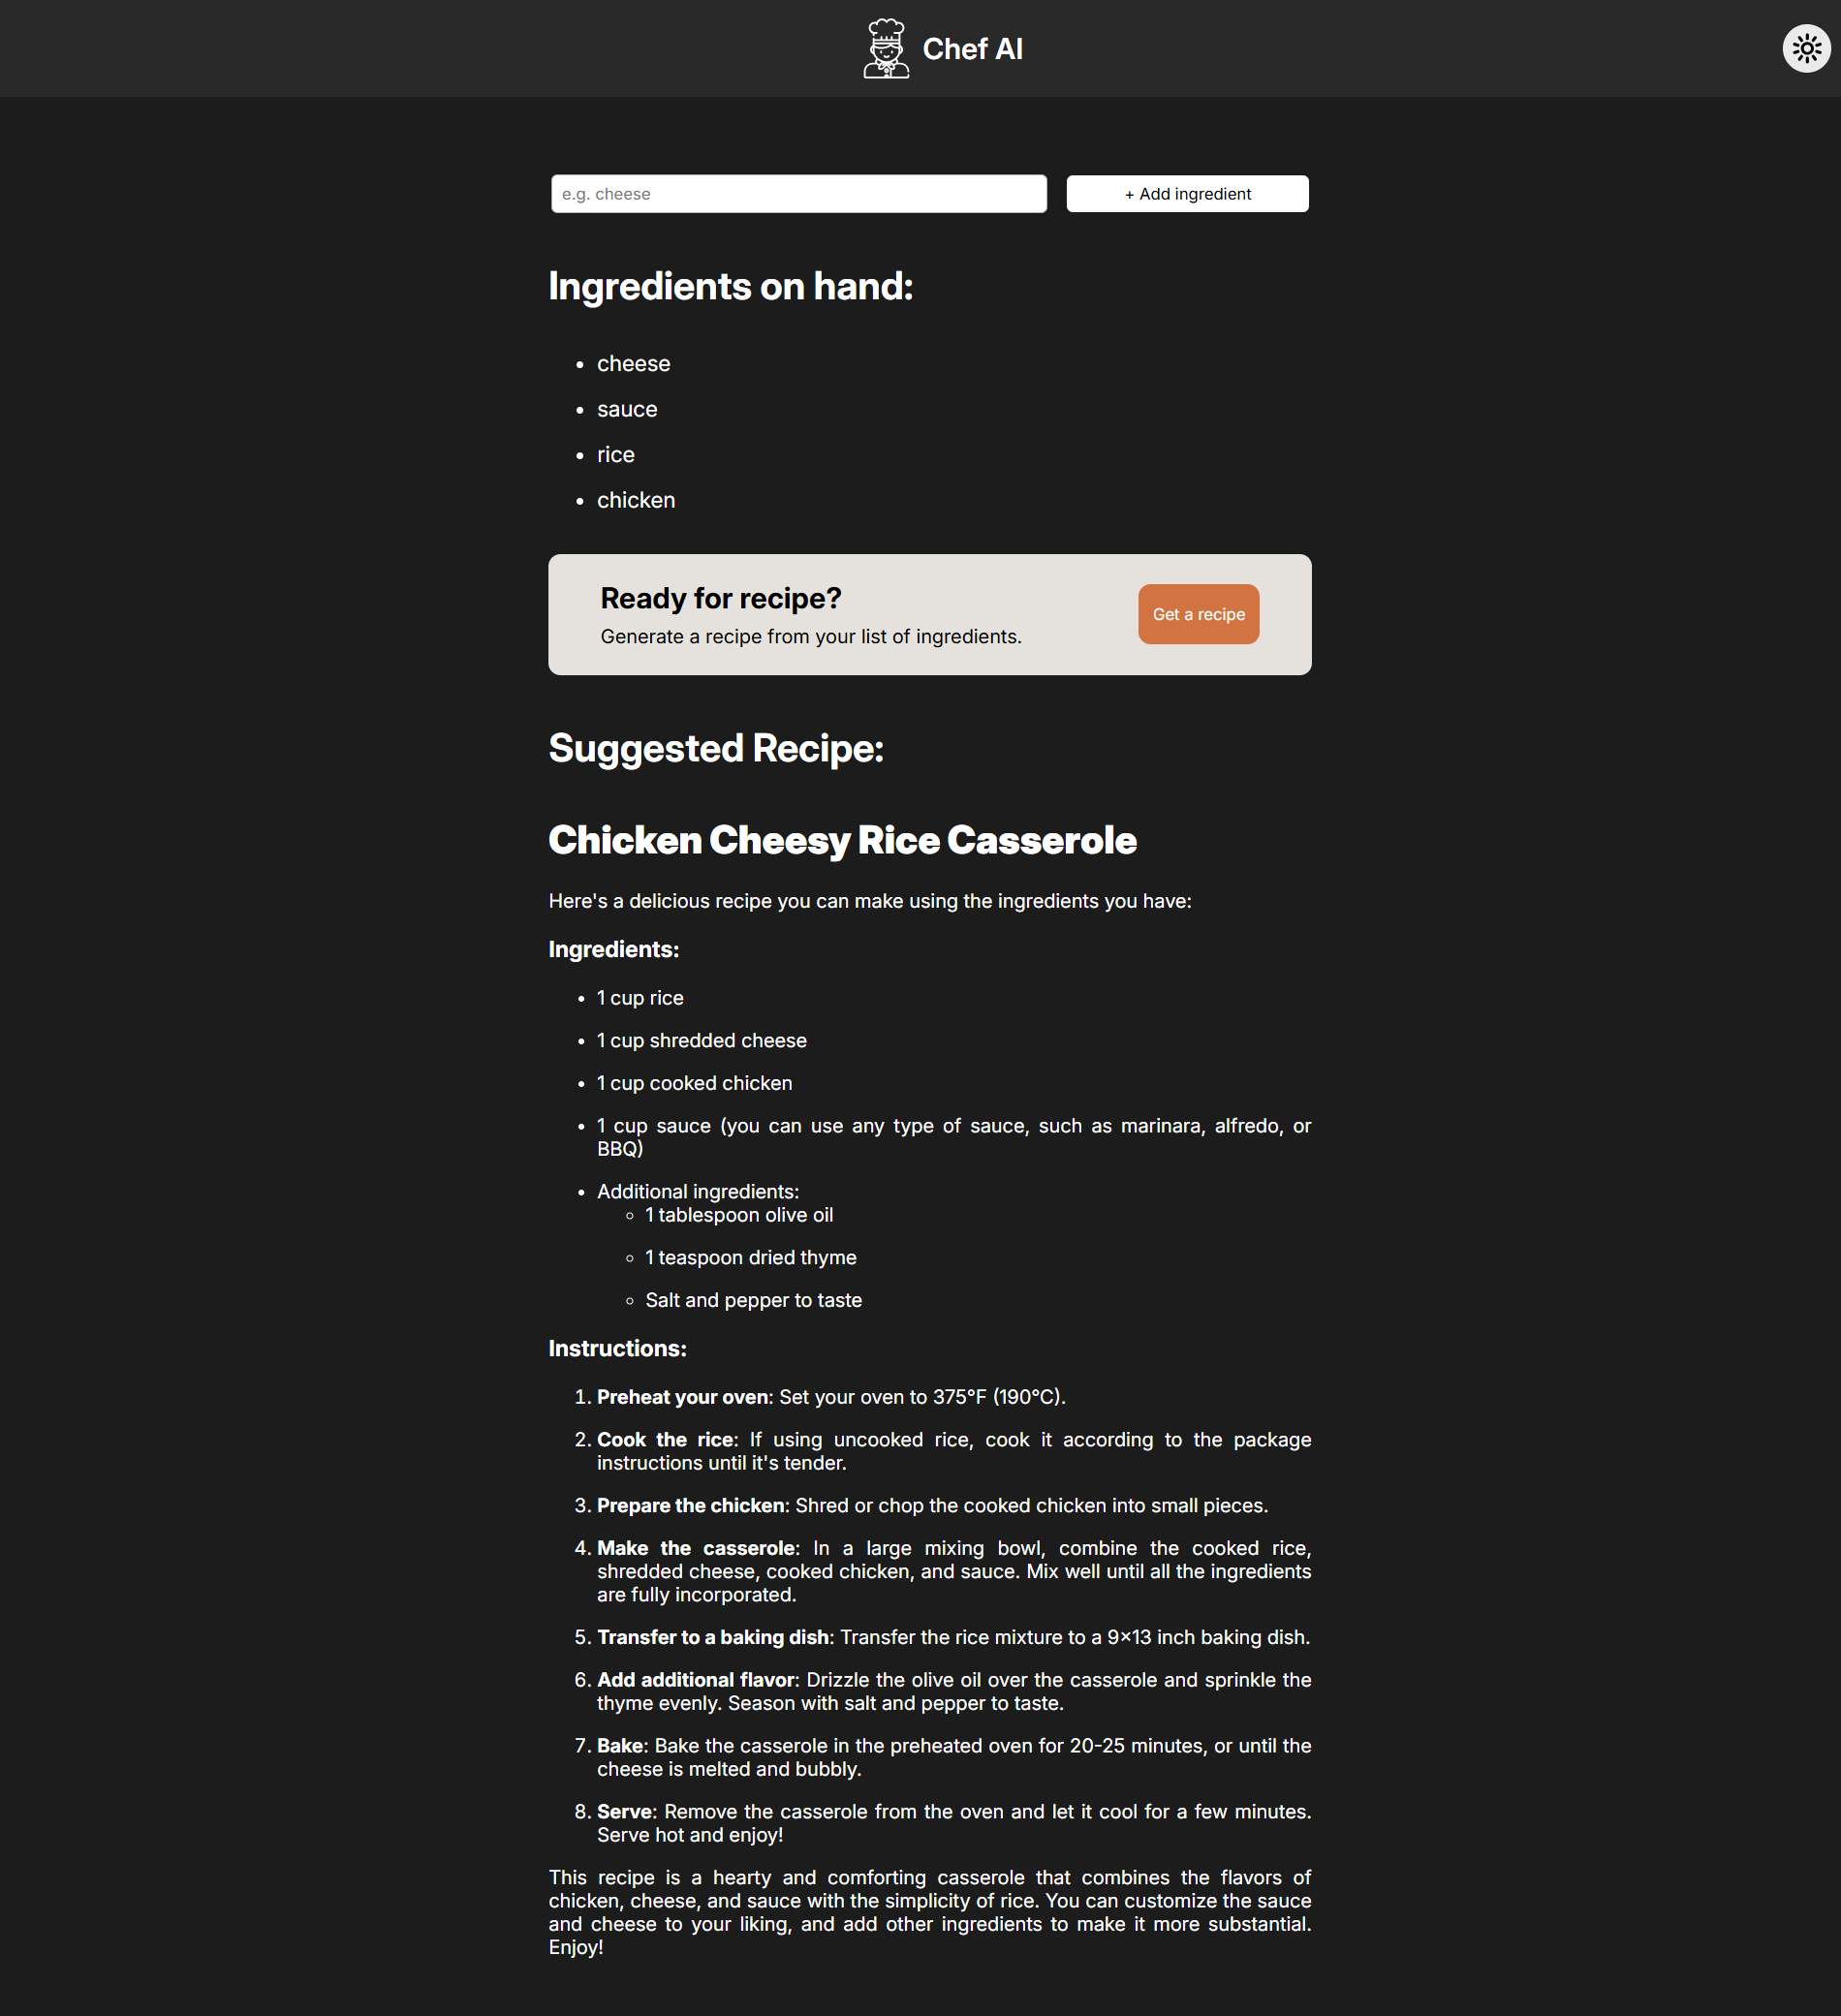 Chef AI
e.g. cheese
+ Add ingredient
Ingredients on hand:
• cheese
• sauce
• rice
• chicken
Ready for recipe?
Generate a recipe from your list of ingredients.
Get a recipe
Suggested Recipe:
Chicken Cheesy Rice Casserole
Here's a delicious recipe you can make using the ingredients you have:
Ingredients:
• 1 cup rice
• 1 cup shredded cheese
• 1 cup cooked chicken
• 1 cup sauce (you can use any type of sauce, such as marinara, alfredo, or
BBQ)
• Additional ingredients:
◦ 1 tablespoon olive oil
◦ 1 teaspoon dried thyme
◦ Salt and pepper to taste
Instructions:
1. Preheat your oven: Set your oven to 375°F (190°C).
2. Cook the rice: If using uncooked rice, cook it according to the package
instructions until it's tender.
3. Prepare the chicken: Shred or chop the cooked chicken into small pieces.
4. Make the casserole: In a large mixing bowl, combine the cooked rice,
shredded cheese, cooked chicken, and sauce. Mix well until all the ingredients
are fully incorporated.
5. Transfer to a baking dish: Transfer the rice mixture to a 9×13 inch baking dish.
6. Add additional flavor: Drizzle the olive oil over the casserole and sprinkle the
thyme evenly. Season with salt and pepper to taste.
7. Bake: Bake the casserole in the preheated oven for 20-25 minutes, or until the
cheese is melted and bubbly.
8. Serve: Remove the casserole from the oven and let it cool for a few minutes.
Serve hot and enjoy!
This recipe is a hearty and comforting casserole that combines the flavors of
chicken, cheese, and sauce with the simplicity of rice. You can customize the sauce
and cheese to your liking, and add other ingredients to make it more substantial.
Enjoy!